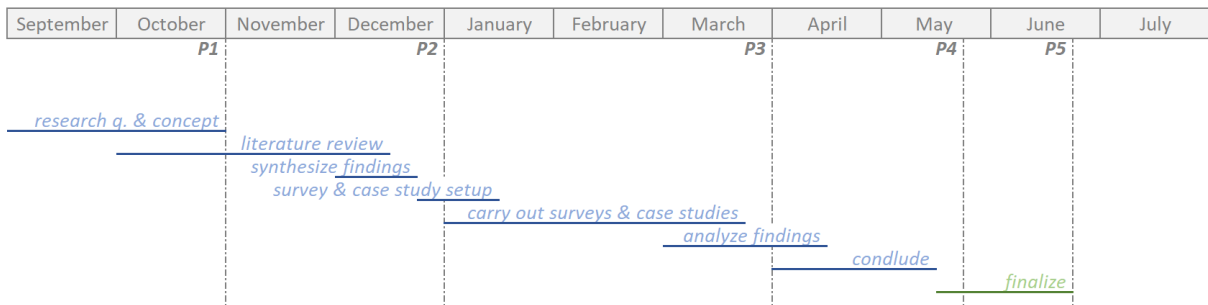 September October November December January February March April May June July
P1 P2 P3 P4 P5
research q. & concept
literature review
synthesize findings
survey & case study setup
carry out surveys & case studies
analyze findings
condlude
finalize